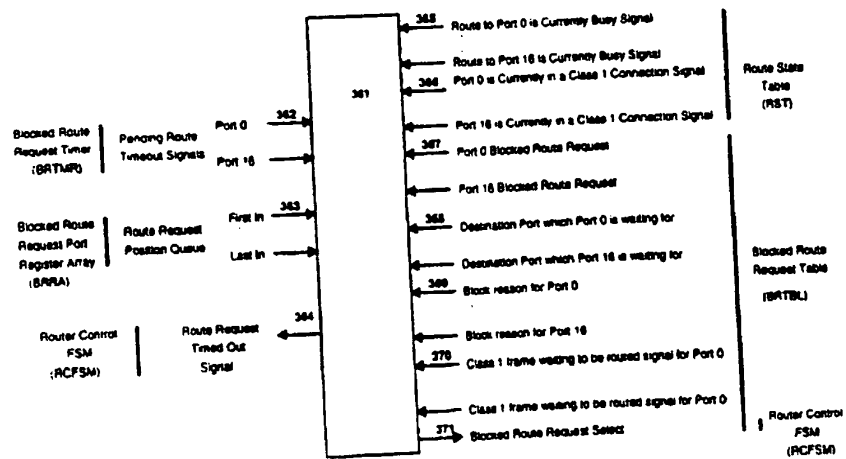 365 Route to Port 0 is Currently Busy Signal
Route to Port 16 is Currently Busy Signal
366 Port 0 is Currently in a Class 1 Connection Signal
Port 16 is Currently in a Class 1 Connection Signal
Route State
Table
(RST)
361
Blocked Route
Request Timer
(BRTMR)
Pending Route
Timeout Signals
Port 0
362
Port 16
367 Port 0 Blocked Route Request
Port 16 Blocked Route Request
368 Destination Port which Port 0 is waiting for
Destination Port which Port 16 is waiting for
369 Block reason for Port 0
Block reason for Port 16
370 Class 1 frame waiting to be routed signal for Port 0
Class 1 frame waiting to be routed signal for Port 0
Blocked Route
Request Table
(BRTBL)
Blocked Route
Request Port
Register Array
(BRRA)
Route Request
Position Queue
First In
363
Last In
Router Control
FSM
(RCFSM)
Route Request
Timed Out
Signal
364
371 Blocked Route Request Select
Router Control
FSM
(RCFSM)